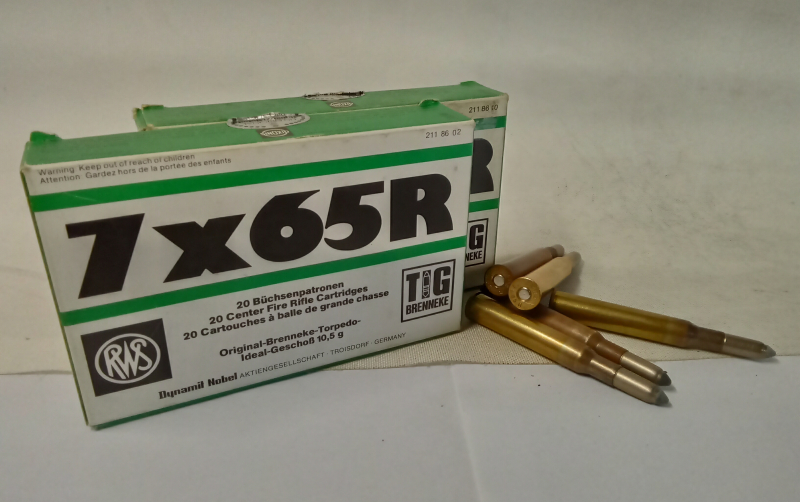 211 86 02
Warning: Keep out of reach of children
Attention: Gardez hors de la portée des enfants
7x65R
20 Büchsenpatronen
20 Center Fire Rifle Cartridges
20 Cartouches à balle de grande chasse
Original-Brenneke-Torpedo-
Ideal-Geschoß 10,5 g
TIG
BRENNEKE
RWS
Dynamit Nobel AKTIENGESELLSCHAFT · TROISDORF · GERMANY
211 86 02
R
G
NEKE